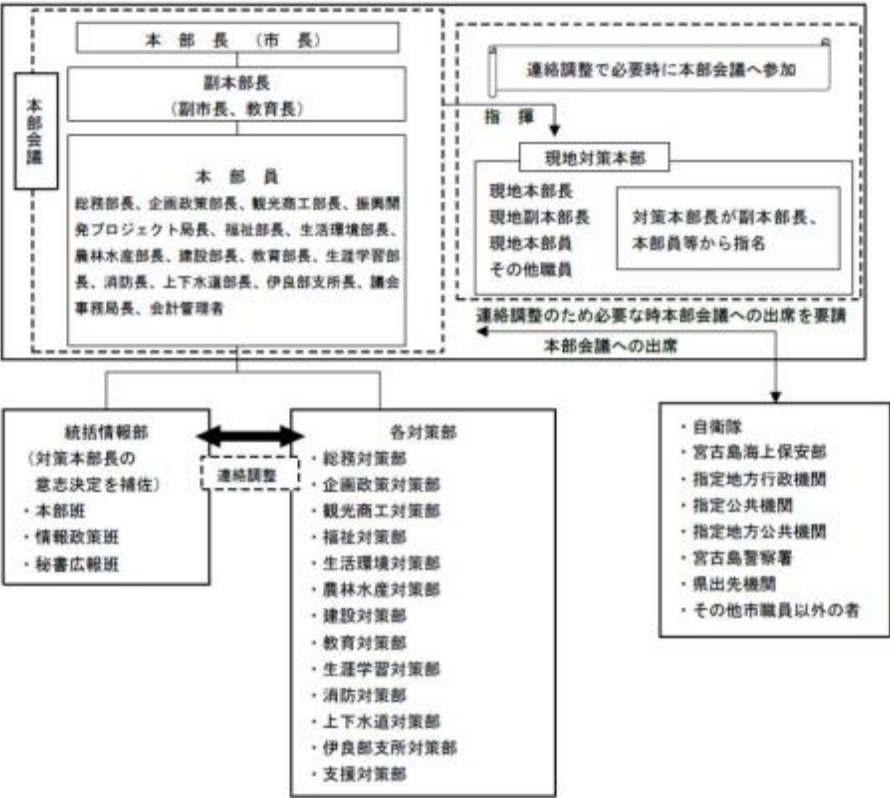 本部会議
本 部 長 （市 長）
副本部長
（副市長、教育長）
本 部 員
総務部長、企画政策部長、観光商工部長、振興開
発プロジェクト局長、福祉部長、生活環境部長、
農林水産部長、建設部長、教育部長、生涯学習部
長、消防長、上下水道部長、伊良部支所長、議会
事務局長、会計管理者
連絡調整で必要時に本部会議へ参加
指 揮
現地対策本部
現地本部長
現地副本部長
現地本部員
その他職員
対策本部長が副本部長、
本部員等から指名
連絡調整のため必要な時本部会議への出席を要請
本部会議への出席
統括情報部
（対策本部長の
意志決定を補佐）
・本部班
・情報政策班
・秘書広報班
連絡調整
各対策部
・総務対策部
・企画政策対策部
・観光商工対策部
・福祉対策部
・生活環境対策部
・農林水産対策部
・建設対策部
・教育対策部
・生涯学習対策部
・消防対策部
・上下水道対策部
・伊良部支所対策部
・支援対策部
・自衛隊
・宮古島海上保安部
・指定地方行政機関
・指定公共機関
・指定地方公共機関
・宮古島警察署
・県出先機関
・その他市職員以外の者